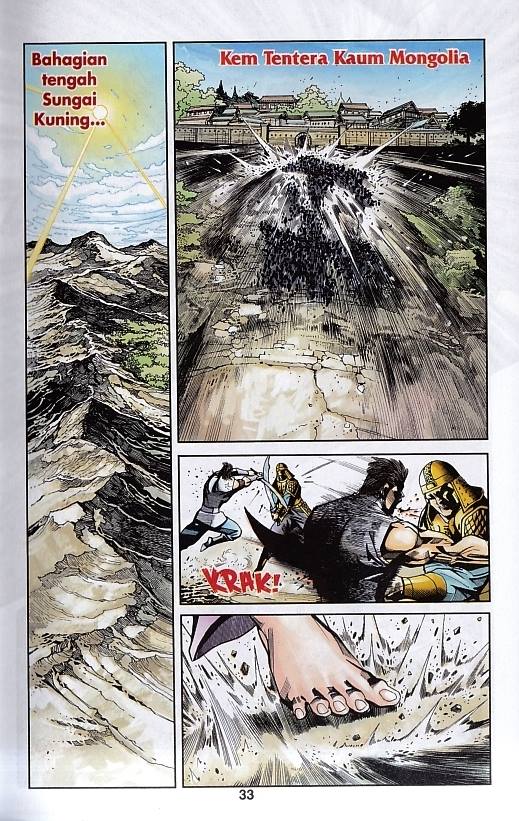 Bahagian
tengah
Sungai
Kuning...
Kem Tentera Kaum Mongolia
KRAK!
33